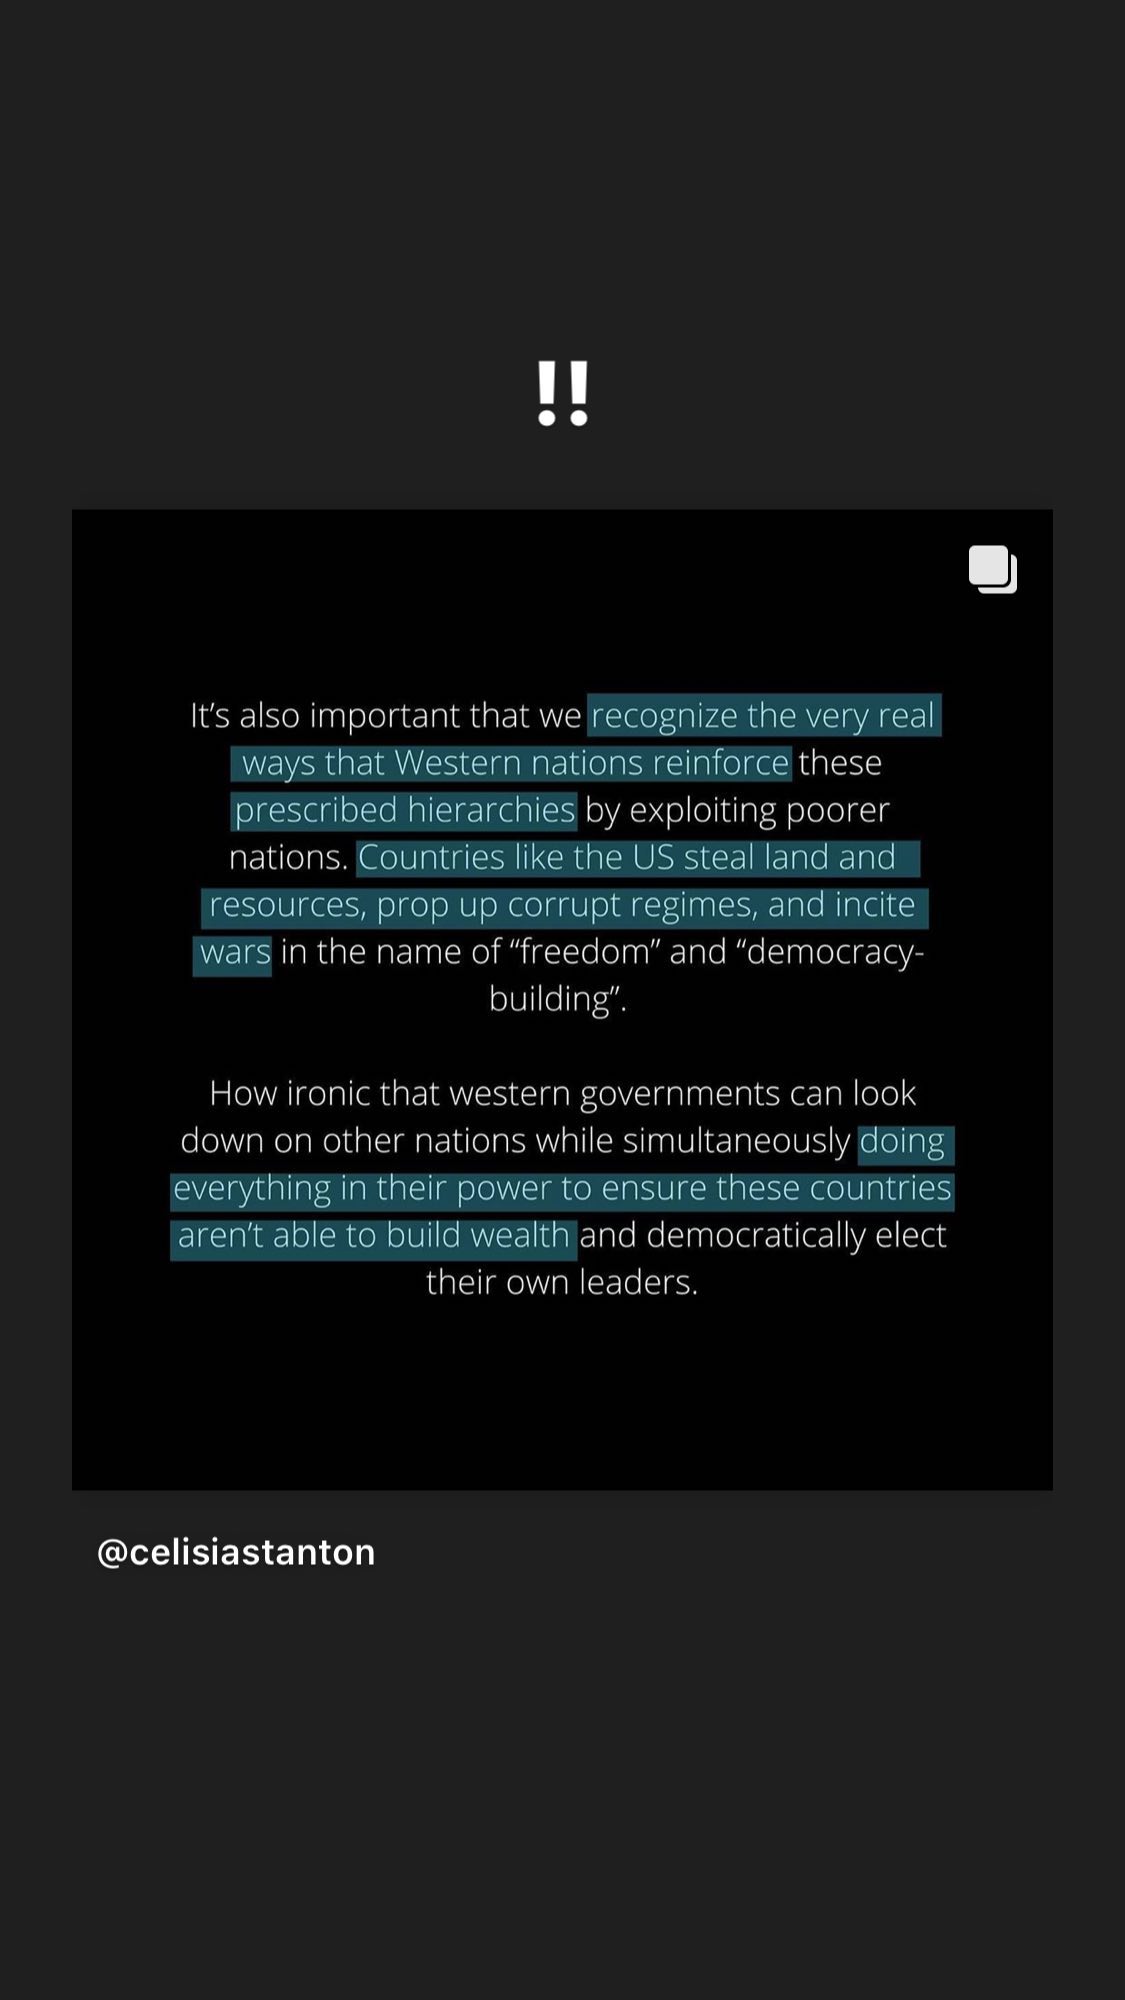 !!
It's also important that we recognize the very real
ways that Western nations reinforce these
prescribed hierarchies by exploiting poorer
nations. Countries like the US steal land and
resources, prop up corrupt regimes, and incite
wars in the name of “freedom” and “democracy-
building”.
How ironic that western governments can look
down on other nations while simultaneously doing
everything in their power to ensure these countries
aren't able to build wealth and democratically elect
their own leaders.
@celisiastanton